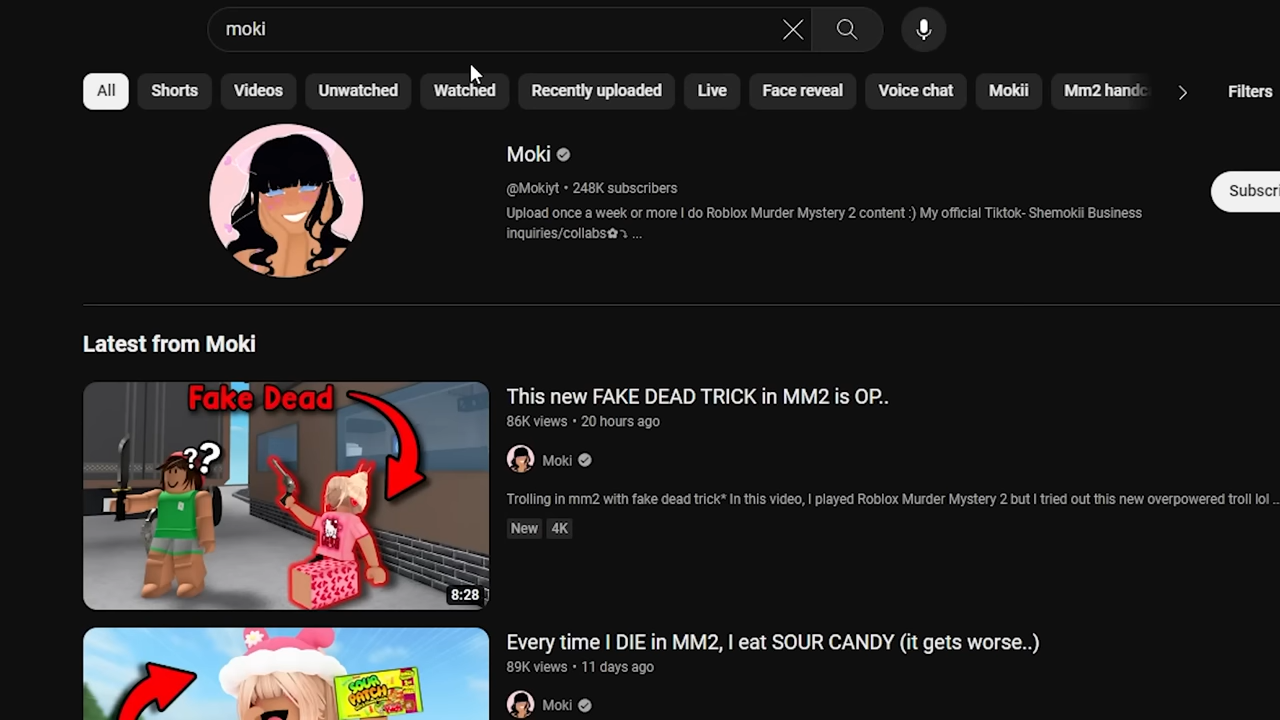 moki
All Shorts Videos Unwatched Watched Recently uploaded Live Face reveal Voice chat Mokii Mm2 handc Filters
Moki
@Mokiyt • 248K subscribers
Subscri
Upload once a week or more I do Roblox Murder Mystery 2 content :) My official Tiktok- Shemokii Business
inquiries/collabs✿⤵ ...
Latest from Moki
Fake Dead
??
8:28
This new FAKE DEAD TRICK in MM2 is OP..
86K views • 20 hours ago
Moki
Trolling in mm2 with fake dead trick* In this video, I played Roblox Murder Mystery 2 but I tried out this new overpowered troll lol ...
New 4K
SOUR
PATCH
Every time I DIE in MM2, I eat SOUR CANDY (it gets worse..)
89K views • 11 days ago
Moki